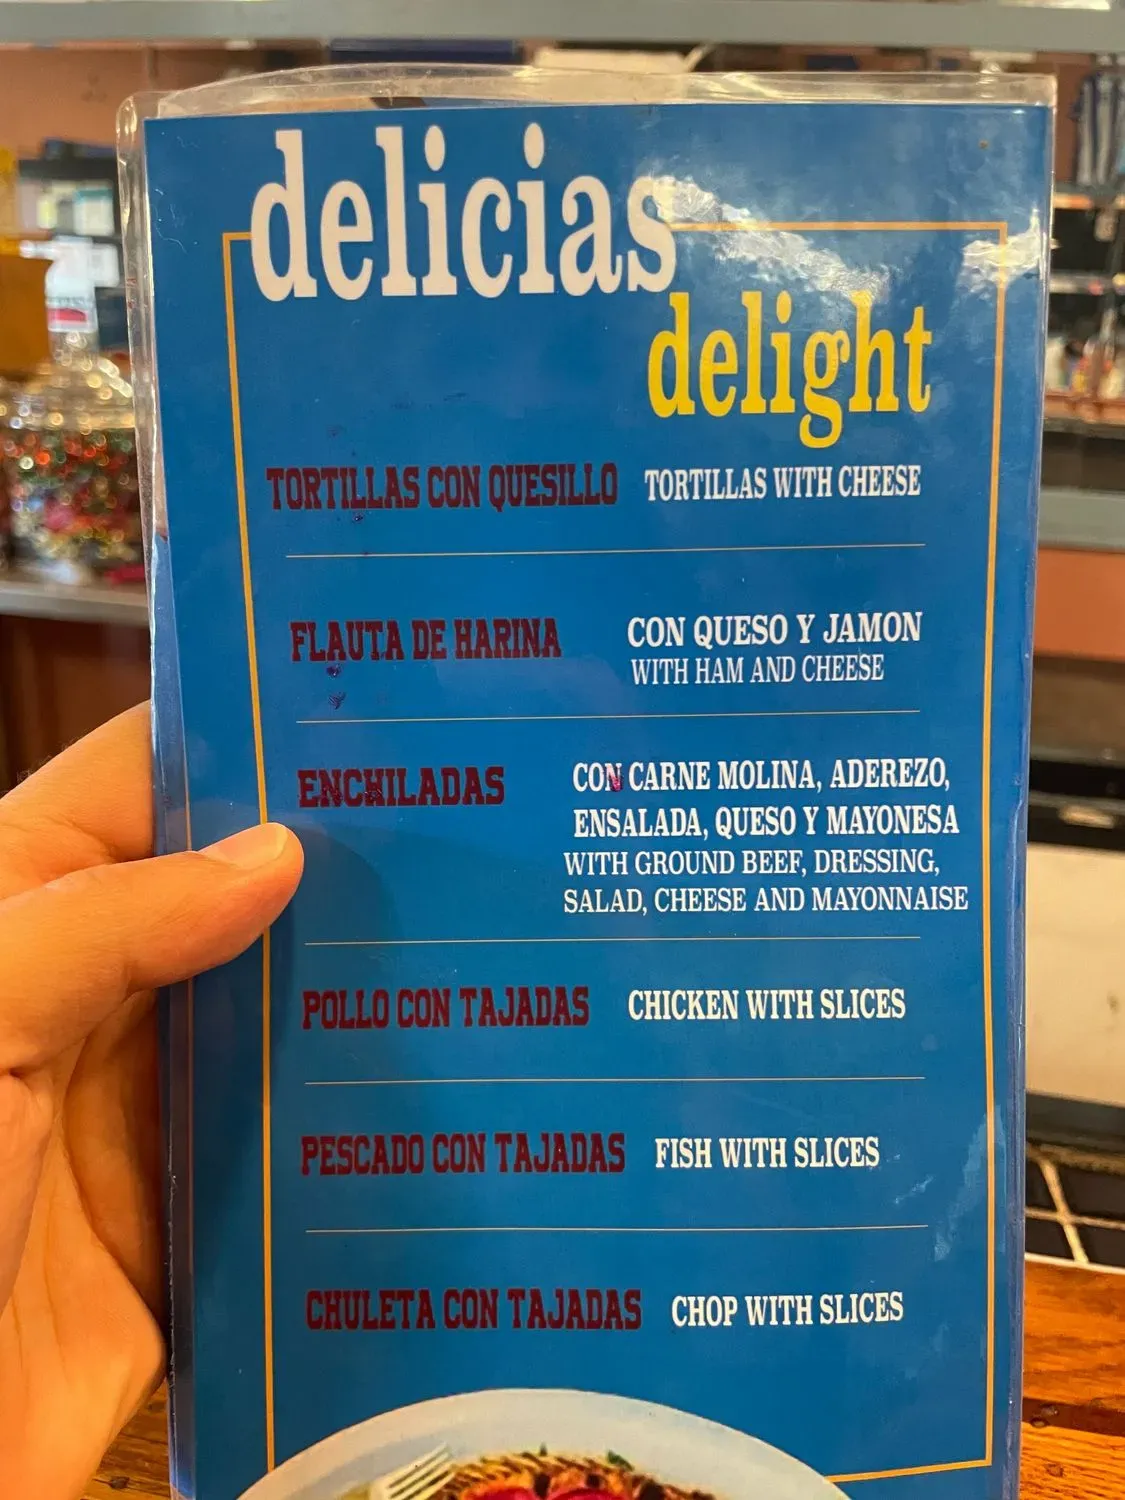 delicias
delight
TORTILLAS CON QUESILLO TORTILLAS WITH CHEESE
FLAUTA DE HARINA CON QUESO Y JAMON
WITH HAM AND CHEESE
ENCHILADAS CON CARNE MOLINA, ADEREZO,
ENSALADA, QUESO Y MAYONESA
WITH GROUND BEEF, DRESSING,
SALAD, CHEESE AND MAYONNAISE
POLLO CON TAJADAS CHICKEN WITH SLICES
PESCADO CON TAJADAS FISH WITH SLICES
CHULETA CON TAJADAS CHOP WITH SLICES